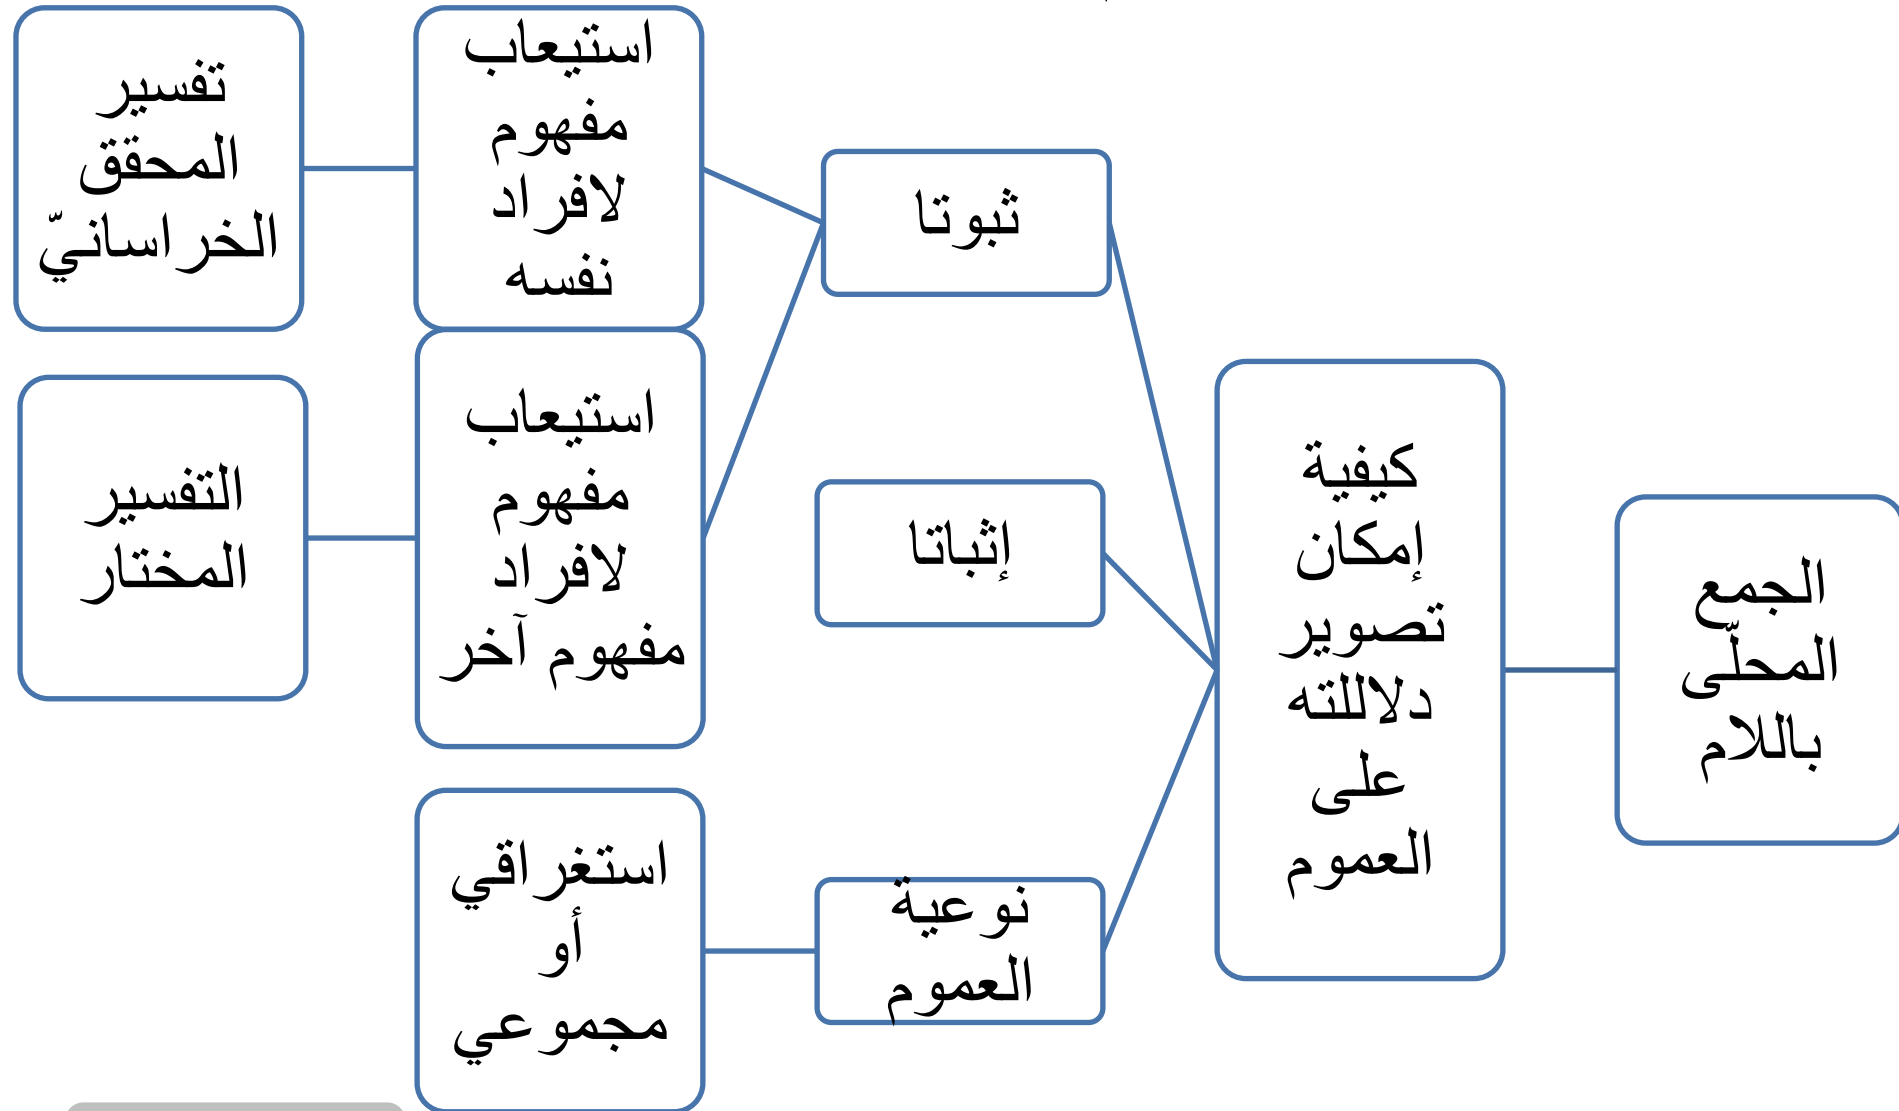 الجمع
المحلّى
باللام
كيفية
إمكان
تصوير
دلاللته
على
العموم
ثبوتا
استيعاب
مفهوم
لافراد
نفسه
تفسير
المحقق
الخراسانيّ
استيعاب
مفهوم
لافراد
مفهوم آخر
التفسير
المختار
إثباتا
نوعية
العموم
استغراقي
أو
مجموعي